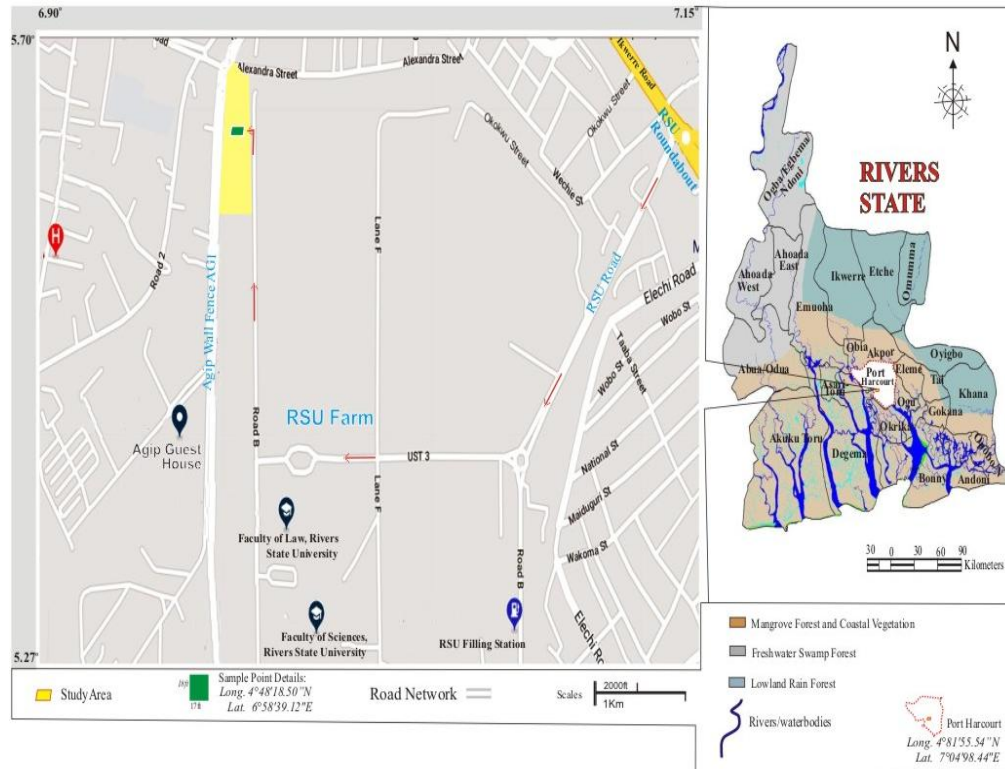 6.90°
7.15°
5.70°
5.27°
Road
Alexandra Street
Alexandra Stree
Ikwerre Road
RSU
Roundabout
Okokwu Street
Okokwu Street
Wechie St
H
Road 2
Agip Wall Fence AGI
Lane F
RSU Road
M
Elechi Road
Wobo St
Taaba Street
Wobo St
Agip Guest
House
Road B
RSU Farm
UST 3
National St
Maiduguri St
Lane F
Faculty of Law, Rivers
State University
Wakoma St
Road B
Elechi Ro
Faculty of Sciences,
Rivers State University
RSU Filling Station
Study Area
Sample Point Details:
Long. 4°48'18.50"N
Lat. 6°58'39.12"E
Road Network
Scales
2000ft
1Km
N
RIVERS
STATE
Ogba/Egbema/
Ndoni
Ahoada
East
Ahoada
West
Ikwerre
Etche
Omumma
Emuoha
Obia
Akpor
Oyigbo
Abua-Odua
Port
Harcourt
Eleme
Tai
Khana
Asari
Toru
Ogu
Gokana
Okrika
Akuku Toru
Degema
Bonny
Andoni
30 0 30 60 90
Kilometers
Mangrove Forest and Coastal Vegetation
Freshwater Swamp Forest
Lowland Rain Forest
Rivers/waterbodies
Port Harcourt
Long. 4°81'55.54"N
Lat. 7°04'98.44"E